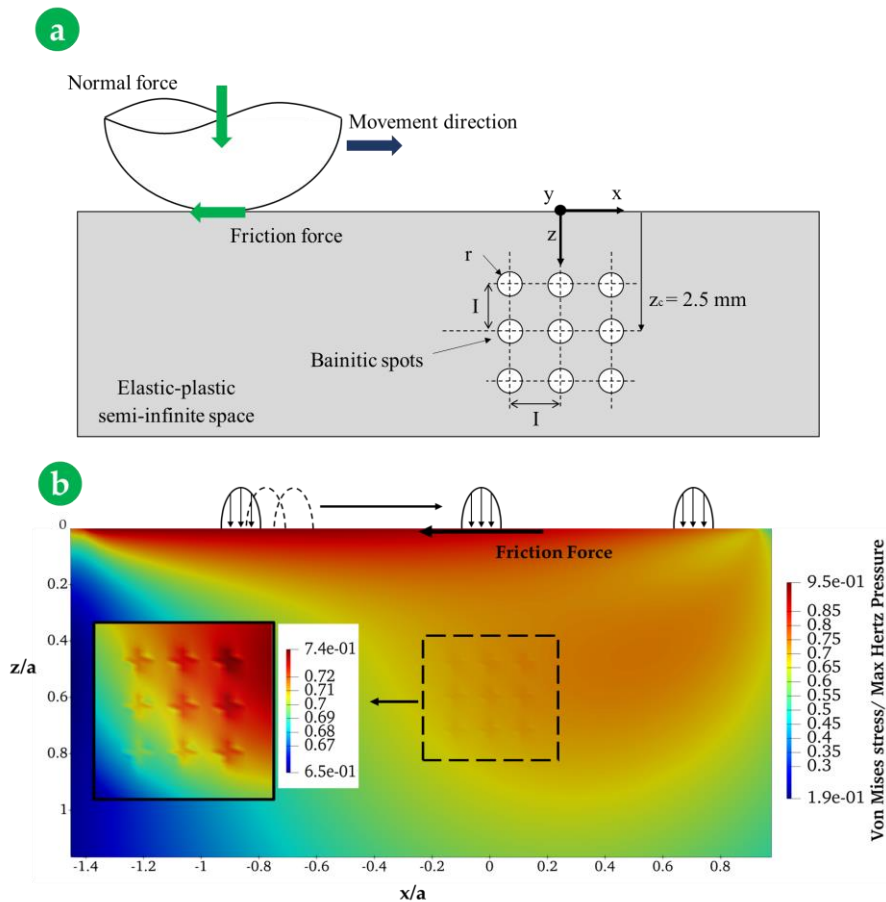 a
Normal force
Movement direction
y
x
Friction force
z
r
z꜀ = 2.5 mm
I
Bainitic spots
Elastic-plastic
semi-infinite space
I
b
0
Friction Force
0.2
0.4
z/a
0.6
0.8
1
7.4e-01
0.72
0.71
0.7
0.69
0.68
0.67
6.5e-01
9.5e-01
0.85
0.8
0.75
0.7
0.65
0.6
0.55
0.5
0.45
0.4
0.35
0.3
1.9e-01
Von Mises stress/ Max Hertz Pressure
-1.4
-1.2
-1
-0.8
-0.6
-0.4
-0.2
0
0.2
0.4
0.6
0.8
x/a